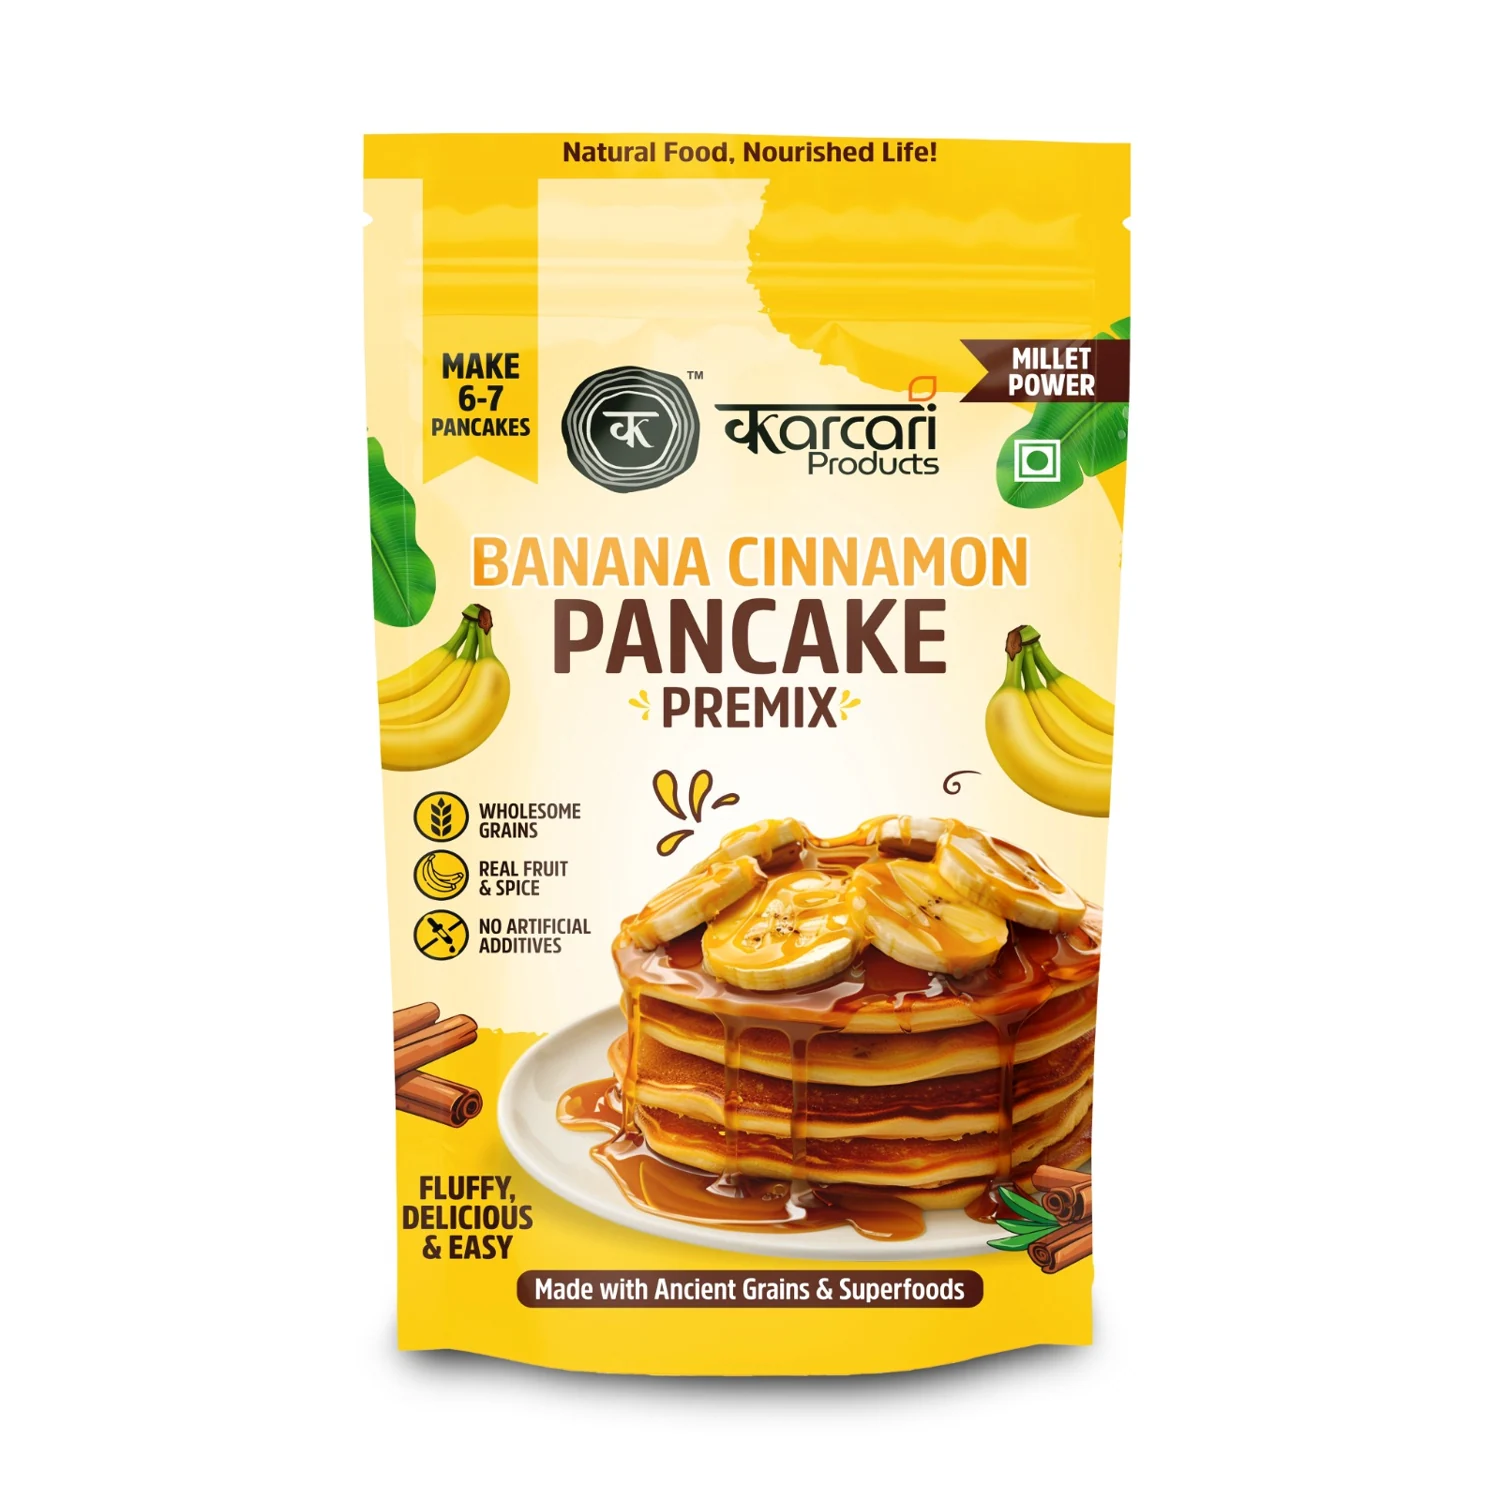 Natural Food, Nourished Life!
MAKE
6-7
PANCAKES
क
TM
कarcari
Products
MILLET
POWER
BANANA CINNAMON
PANCAKE
PREMIX
WHOLESOME
GRAINS
REAL FRUIT
& SPICE
NO ARTIFICIAL
ADDITIVES
FLUFFY,
DELICIOUS
& EASY
Made with Ancient Grains & Superfoods